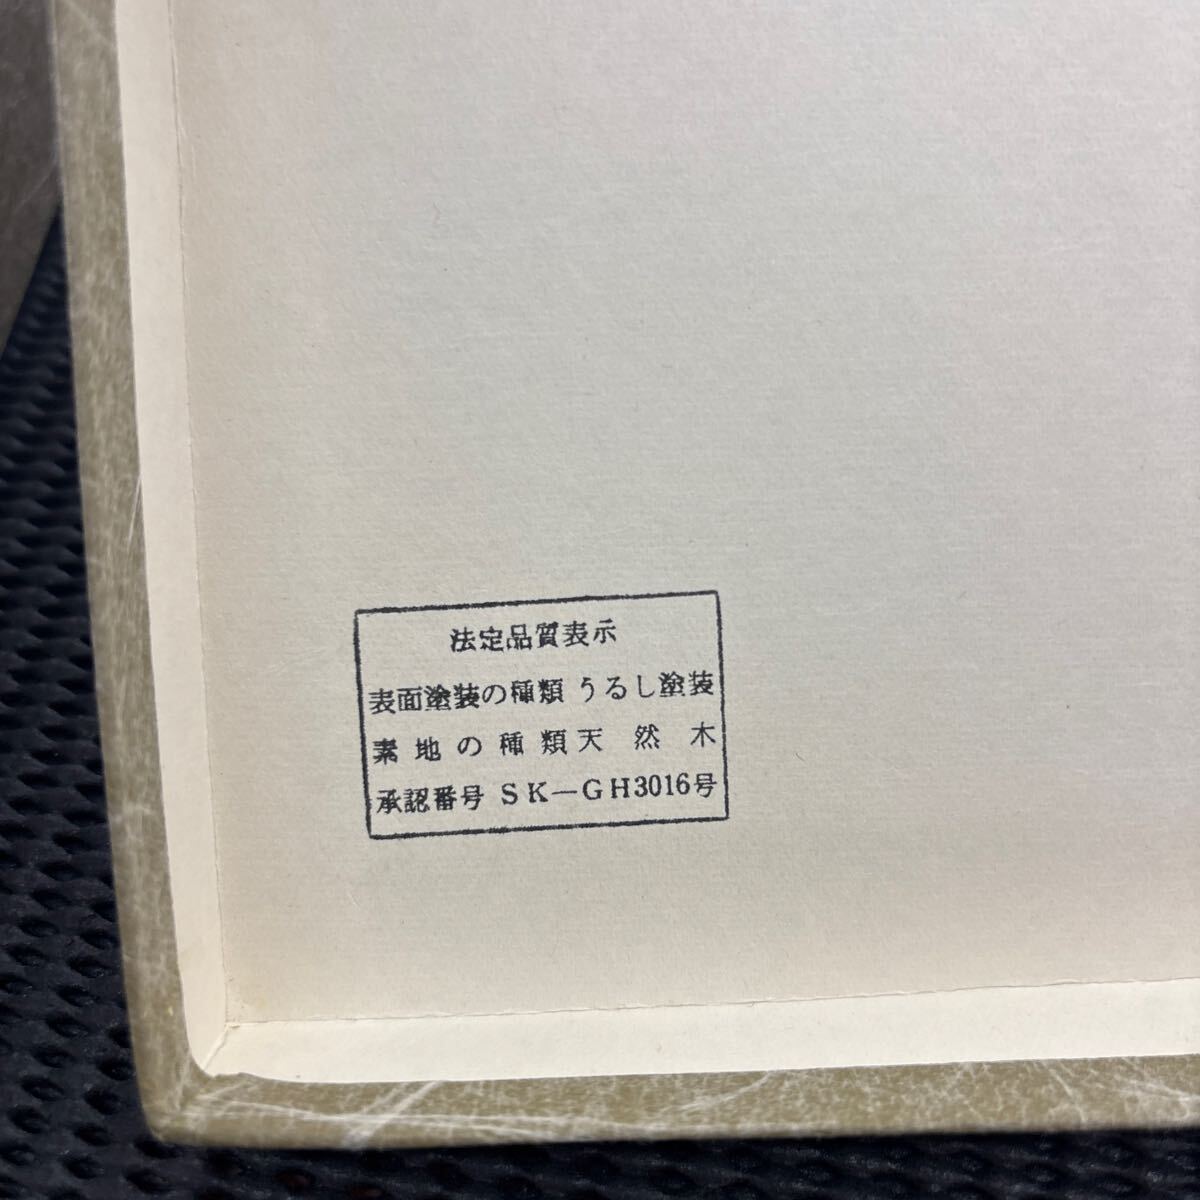 法定品質表示
表面塗装の種類 うるし塗装
素地の種類 天然木
承認番号 SK-GH3016号